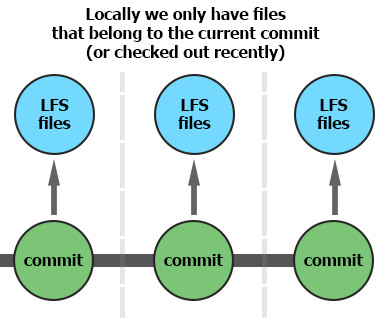 Locally we only have files
that belong to the current commit
(or checked out recently)
LFS
files
LFS
files
LFS
files
commit
commit
commit